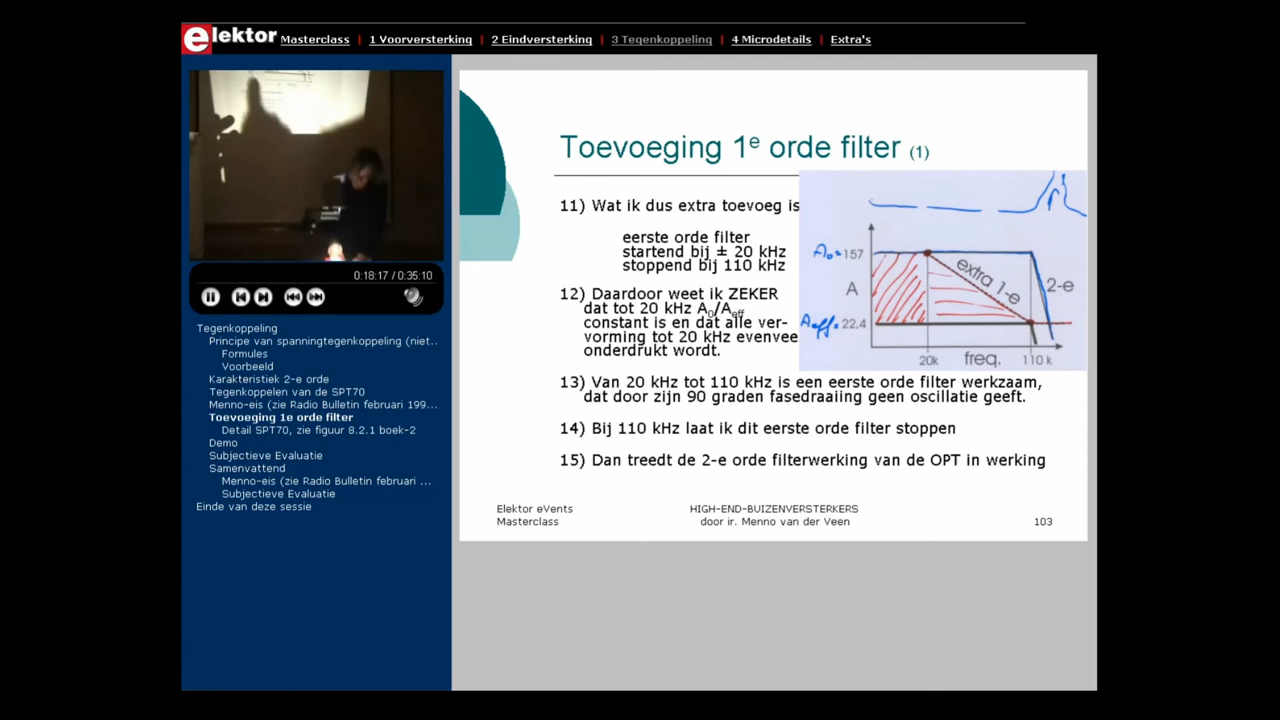 elektor
Masterclass | 1 Voorversterking | 2 Eindversterking | 3 Tegenkoppeling | 4 Microdetails | Extra's
0:18:17 / 0:35:10
Tegenkoppeling
Principe van spanningtegenkoppeling (niet..
Formules
Voorbeeld
Karakteristiek 2-e orde
Tegenkoppelen van de SPT70
Menno-eis (zie Radio Bulletin februari 199...
Toevoeging 1e orde filter
Detail SPT70, zie figuur 8.2.1 boek-2
Demo
Subjectieve Evaluatie
Samenvattend
Menno-eis (zie Radio Bulletin februari ...
Subjectieve Evaluatie
Einde van deze sessie
Toevoeging 1e orde filter (1)
11) Wat ik dus extra toevoeg is
eerste orde filter
startend bij ± 20 kHz
stoppend bij 110 kHz
12) Daardoor weet ik ZEKER
dat tot 20 kHz A0/Aeff
constant is en dat alle ver-
vorming tot 20 kHz evenvee
onderdrukt wordt.
A0=157
A
Aeff=22,4
extra 1-e
2-e
20k freq. 110 k
13) Van 20 kHz tot 110 kHz is een eerste orde filter werkzaam,
dat door zijn 90 graden fasedraaiing geen oscillatie geeft.
14) Bij 110 kHz laat ik dit eerste orde filter stoppen
15) Dan treedt de 2-e orde filterwerking van de OPT in werking
Elektor eVents
Masterclass
HIGH-END-BUIZENVERSTERKERS
door ir. Menno van der Veen
103